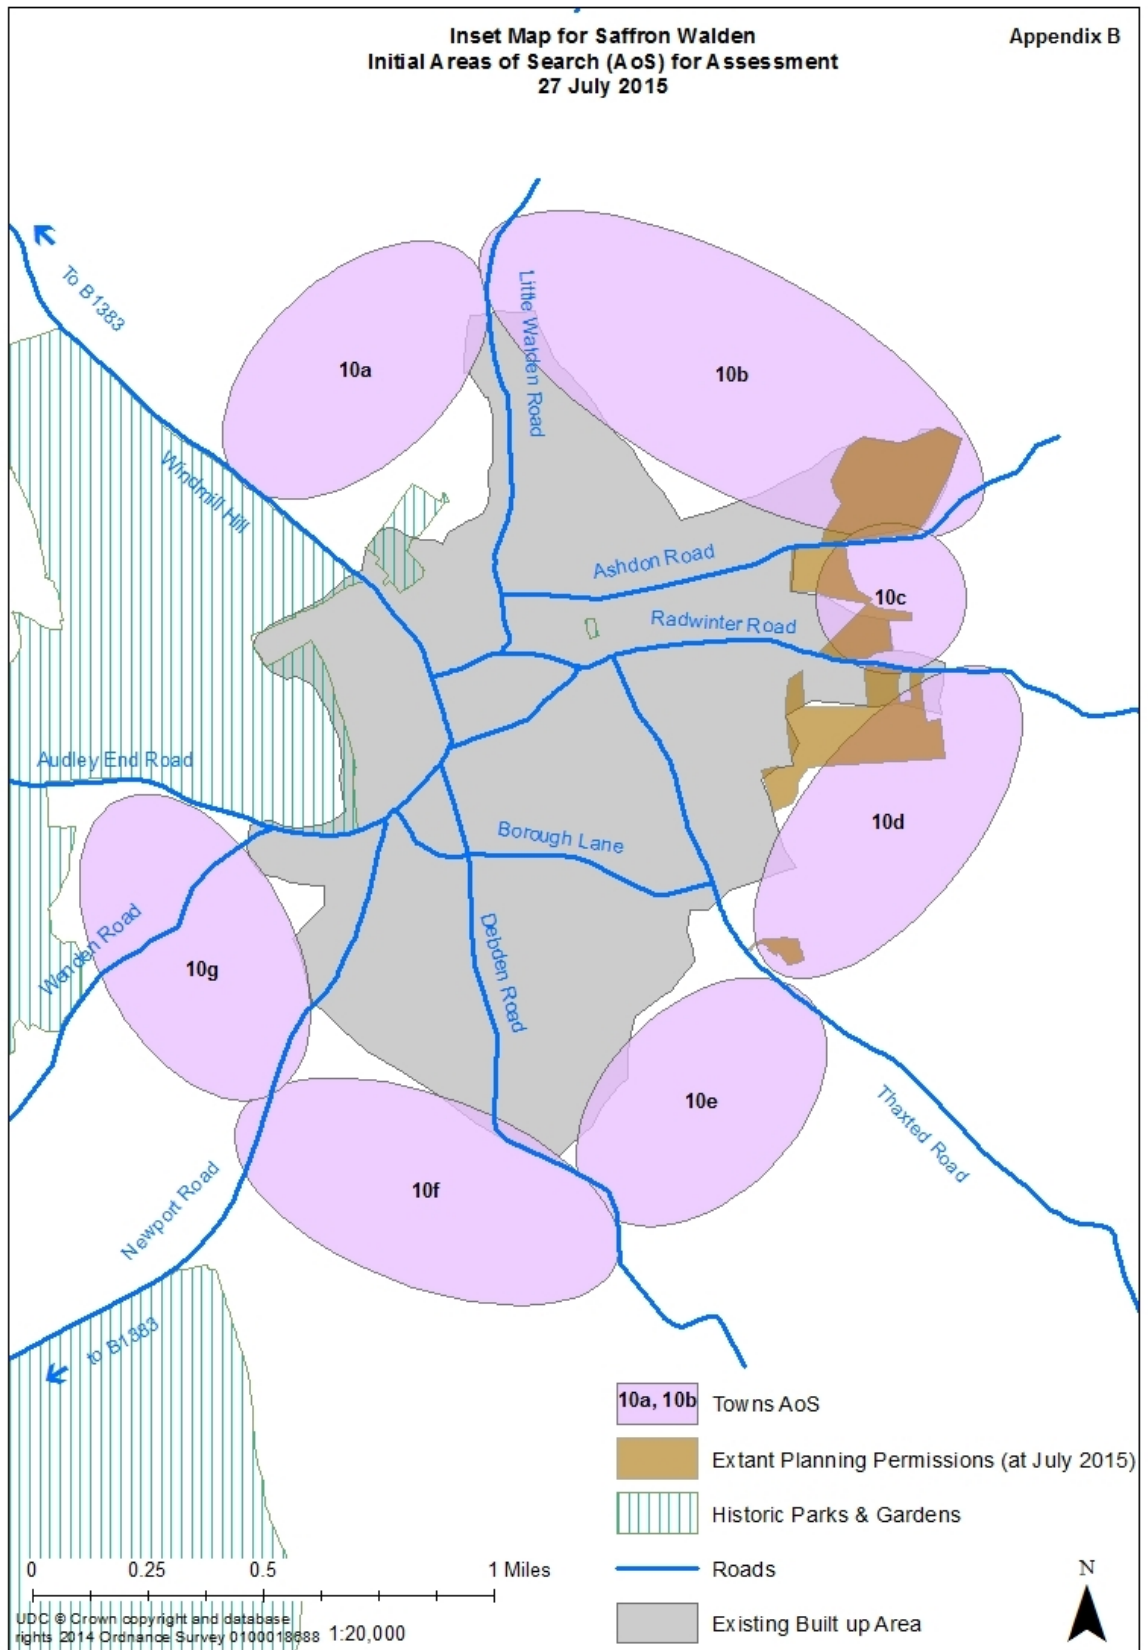 Inset Map for Saffron Walden
Initial Areas of Search (AoS) for Assessment
27 July 2015
Appendix B
To B1383
Little Walden Road
10a
10b
Windmill Hill
Ashdon Road
10c
Radwinter Road
Audley End Road
10d
Borough Lane
Wenden Road
10g
Debden Road
10e
Thaxted Road
10f
Newport Road
to B1383
10a, 10b Towns AoS
Extant Planning Permissions (at July 2015)
Historic Parks & Gardens
Roads
Existing Built up Area
0 0.25 0.5 1 Miles
N
UDC © Crown copyright and database
rights 2014 Ordnance Survey 0100018688
1:20,000